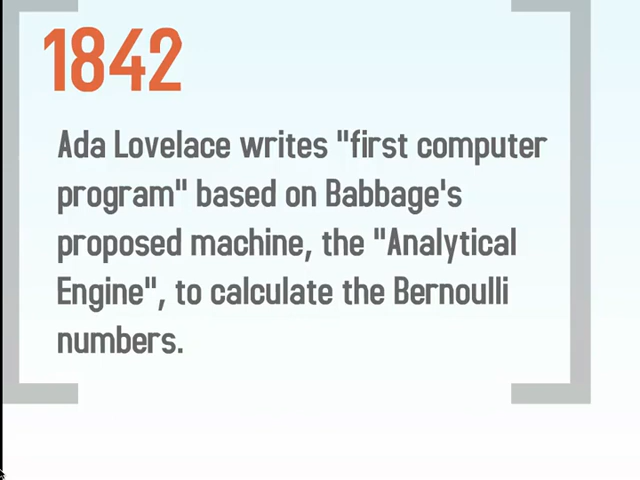 1842
Ada Lovelace writes "first computer
program" based on Babbage's
proposed machine, the "Analytical
Engine", to calculate the Bernoulli
numbers.